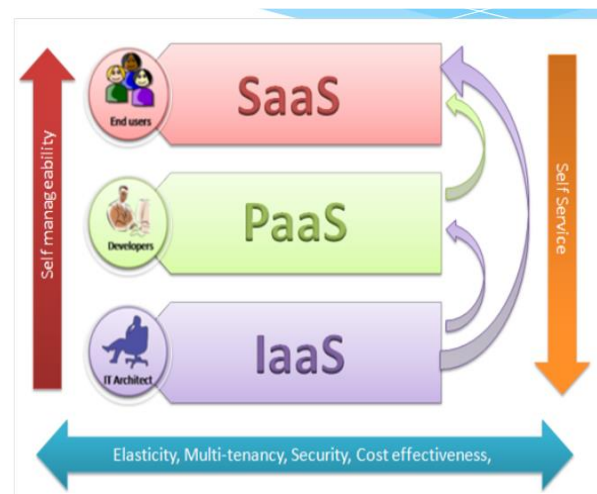 Self manageability
End users
SaaS
Developers
PaaS
IT Architect
IaaS
Self Service
Elasticity, Multi-tenancy, Security, Cost effectiveness,